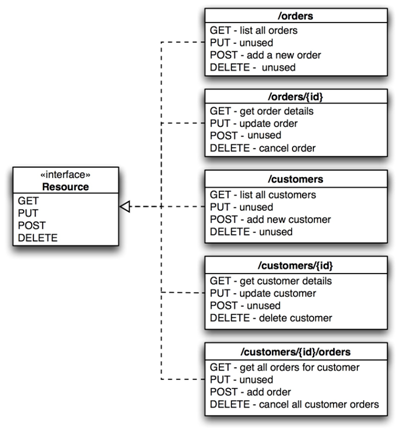 /orders
GET - list all orders
PUT - unused
POST - add a new order
DELETE -  unused
/orders/{id}
GET - get order details
PUT - update order
POST - unused
DELETE - cancel order
«interface»
Resource
GET
PUT
POST
DELETE
/customers
GET - list all customers
PUT - unused
POST - add new customer
DELETE - unused
/customers/{id}
GET - get customer details
PUT - update customer
POST - unused
DELETE - delete customer
/customers/{id}/orders
GET - get all orders for customer
PUT - unused
POST - add order
DELETE - cancel all customer orders